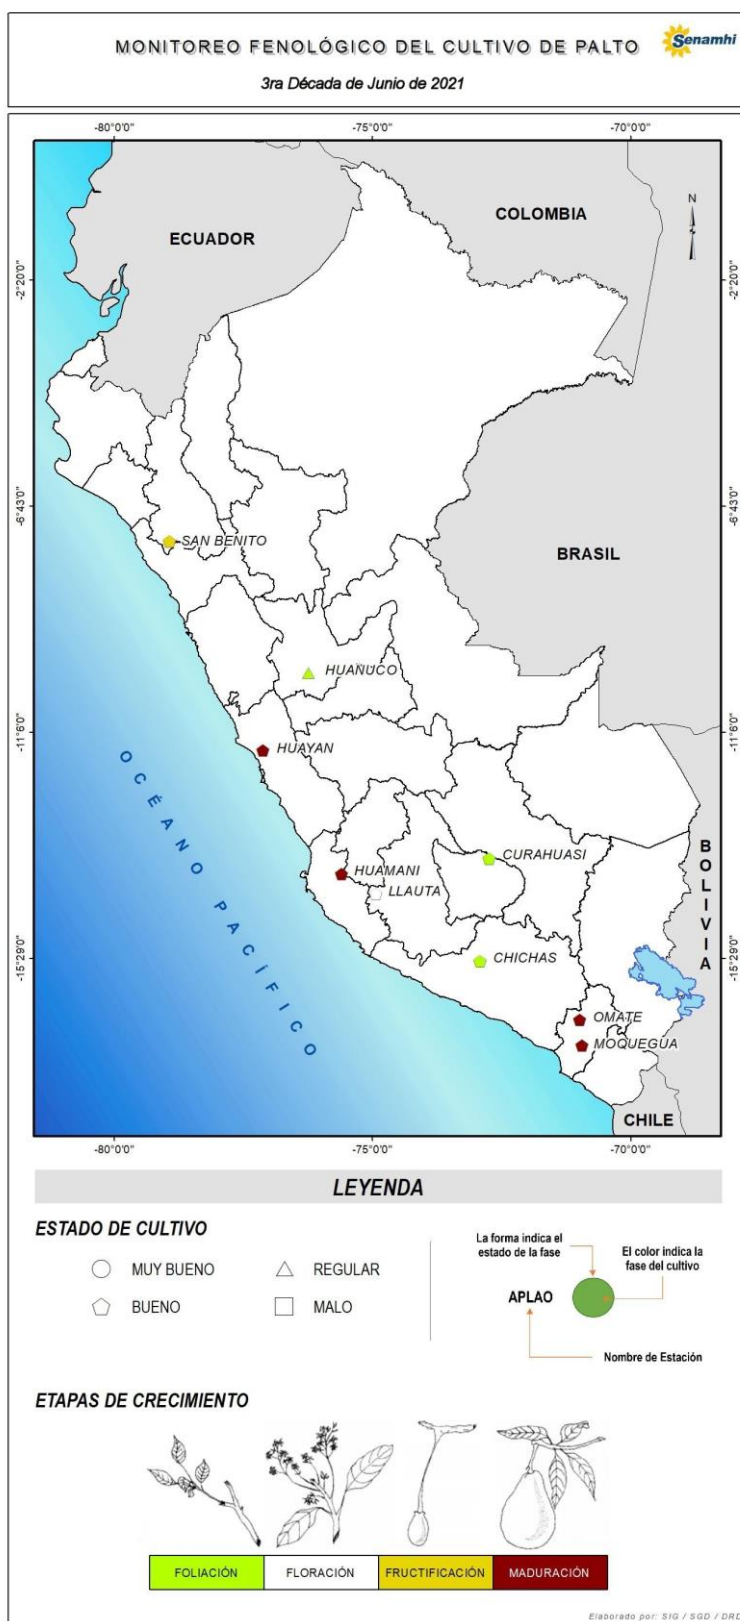 MONITOREO FENOLÓGICO DEL CULTIVO DE PALTO
Senamhi
3ra Década de Junio de 2021
-80°0'0"
-75°0'0"
-70°0'0"
N
COLOMBIA
ECUADOR
-2°20'0"
-2°20'0"
-6°43'0"
-6°43'0"
SAN BENITO
BRASIL
HUANUCO
-11°6'0"
-11°6'0"
HUAYAN
OCÉANO PACÍFICO
BOLIVIA
CURAHUASI
HUAMANI
LLAUTA
CHICHAS
-15°29'0"
-15°29'0"
OMATE
MOQUEGUA
CHILE
-80°0'0"
-75°0'0"
-70°0'0"
LEYENDA
ESTADO DE CULTIVO
MUY BUENO
REGULAR
BUENO
MALO
La forma indica el
estado de la fase
El color indica la
fase del cultivo
APLAO
Nombre de Estación
ETAPAS DE CRECIMIENTO
FOLIACIÓN
FLORACIÓN
FRUCTIFICACIÓN
MADURACIÓN
Elaborado por: SIG / SGD / DRD